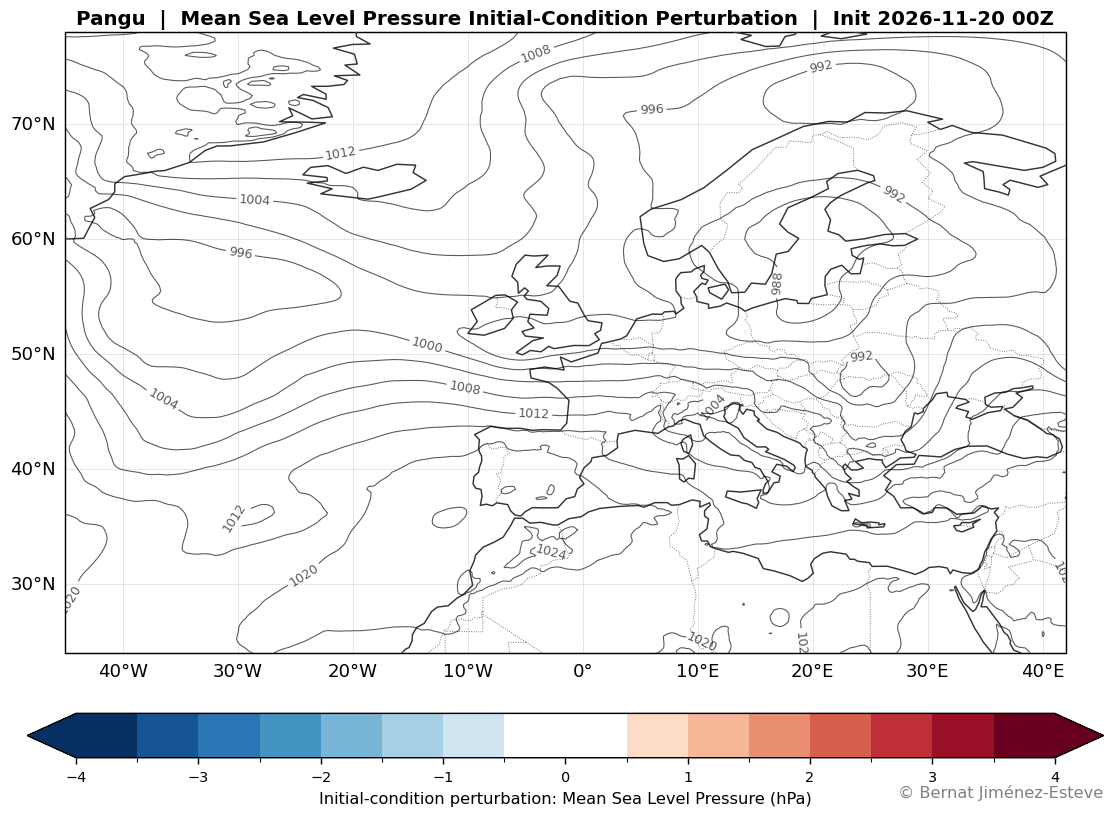 Pangu | Mean Sea Level Pressure Initial-Condition Perturbation | Init 2026-11-20 00Z
1008
992
70°N
996
1012
992
1004
60°N
996
988
1000
50°N
992
1004
1008
1004
1012
40°N
1012
1024
1020
102
30°N
1020
1020
102
40°W 30°W 20°W 10°W 0° 10°E 20°E 30°E 40°E
−4 −3 −2 −1 0 1 2 3 4
Initial-condition perturbation: Mean Sea Level Pressure (hPa)
© Bernat Jiménez-Esteve